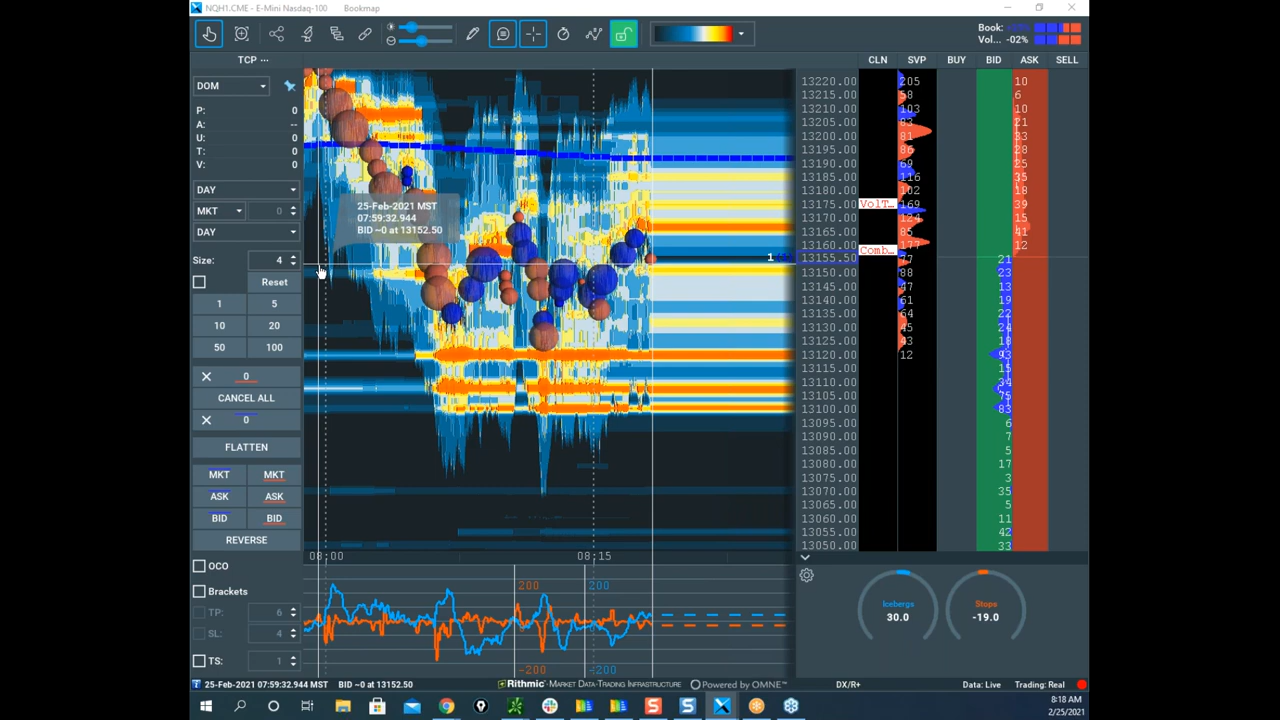 NQH1.CME - E-Mini Nasdaq-100 Bookmap
Book:
Vol... -02%
TCP ...
CLN SVP BUY BID ASK SELL
DOM
P: 0
A: --
U: 0
T: 0
V: 0
DAY
MKT 0
DAY
Size: 4
Reset
1 5
10 20
50 100
0
CANCEL ALL
0
FLATTEN
MKT MKT
ASK ASK
BID BID
REVERSE
OCO
Brackets
TP: 6
SL: 4
TS: 1
25-Feb-2021 MST
07:59:32.944
BID ~0 at 13152.50
1
13220.00 205 10
13215.00 58 6
13210.00 103 10
13205.00 83 21
13200.00 81 33
13195.00 86 28
13190.00 69 25
13185.00 116 35
13180.00 102 18
13175.00 VolT... 169 39
13170.00 124 15
13165.00 85 41
13160.00 Comb... 177 12
13155.50 77 21
13150.00 88 23
13145.00 47 13
13140.00 61 19
13135.00 64 22
13130.00 45 24
13125.00 43 18
13120.00 12 93
13115.00 15
13110.00 34
13105.00 75
13100.00 83
13095.00 6
13090.00 7
13085.00 5
13080.00 17
13075.00 3
13070.00 35
13065.00 5
13060.00 11
13055.00 42
13050.00 33
08:00 08:15
200 200
-200 -200
Icebergs
30.0
Stops
-19.0
25-Feb-2021 07:59:32.944 MST BID ~0 at 13152.50
Rithmic-Market Data-Trading Infrastructure
Powered by OMNE™
DX/R+
Data: Live
Trading: Real
8:18 AM
2/25/2021